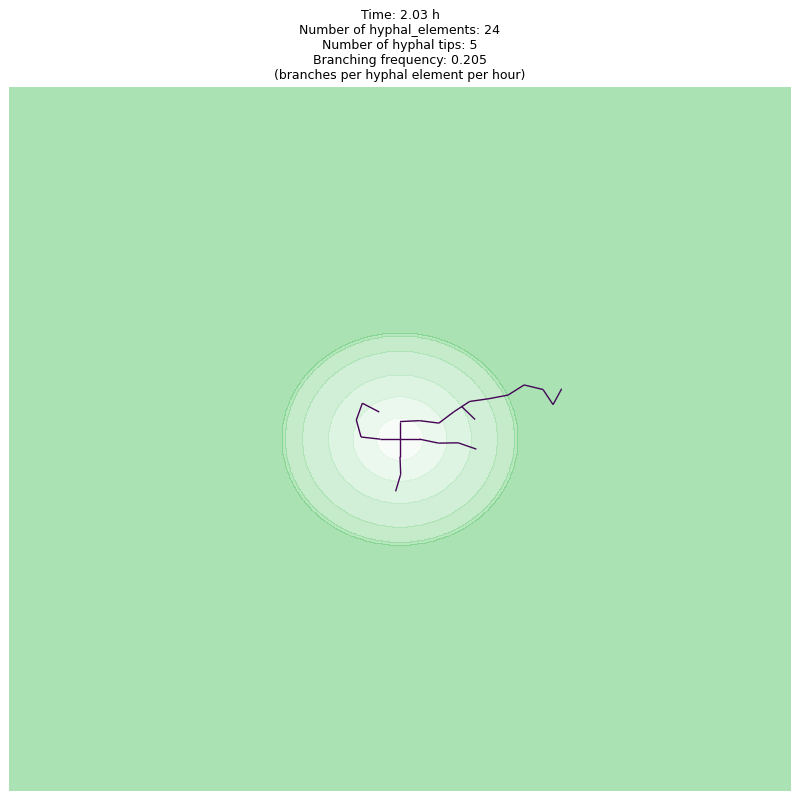 Time: 2.03 h
Number of hyphal_elements: 24
Number of hyphal tips: 5
Branching frequency: 0.205
(branches per hyphal element per hour)